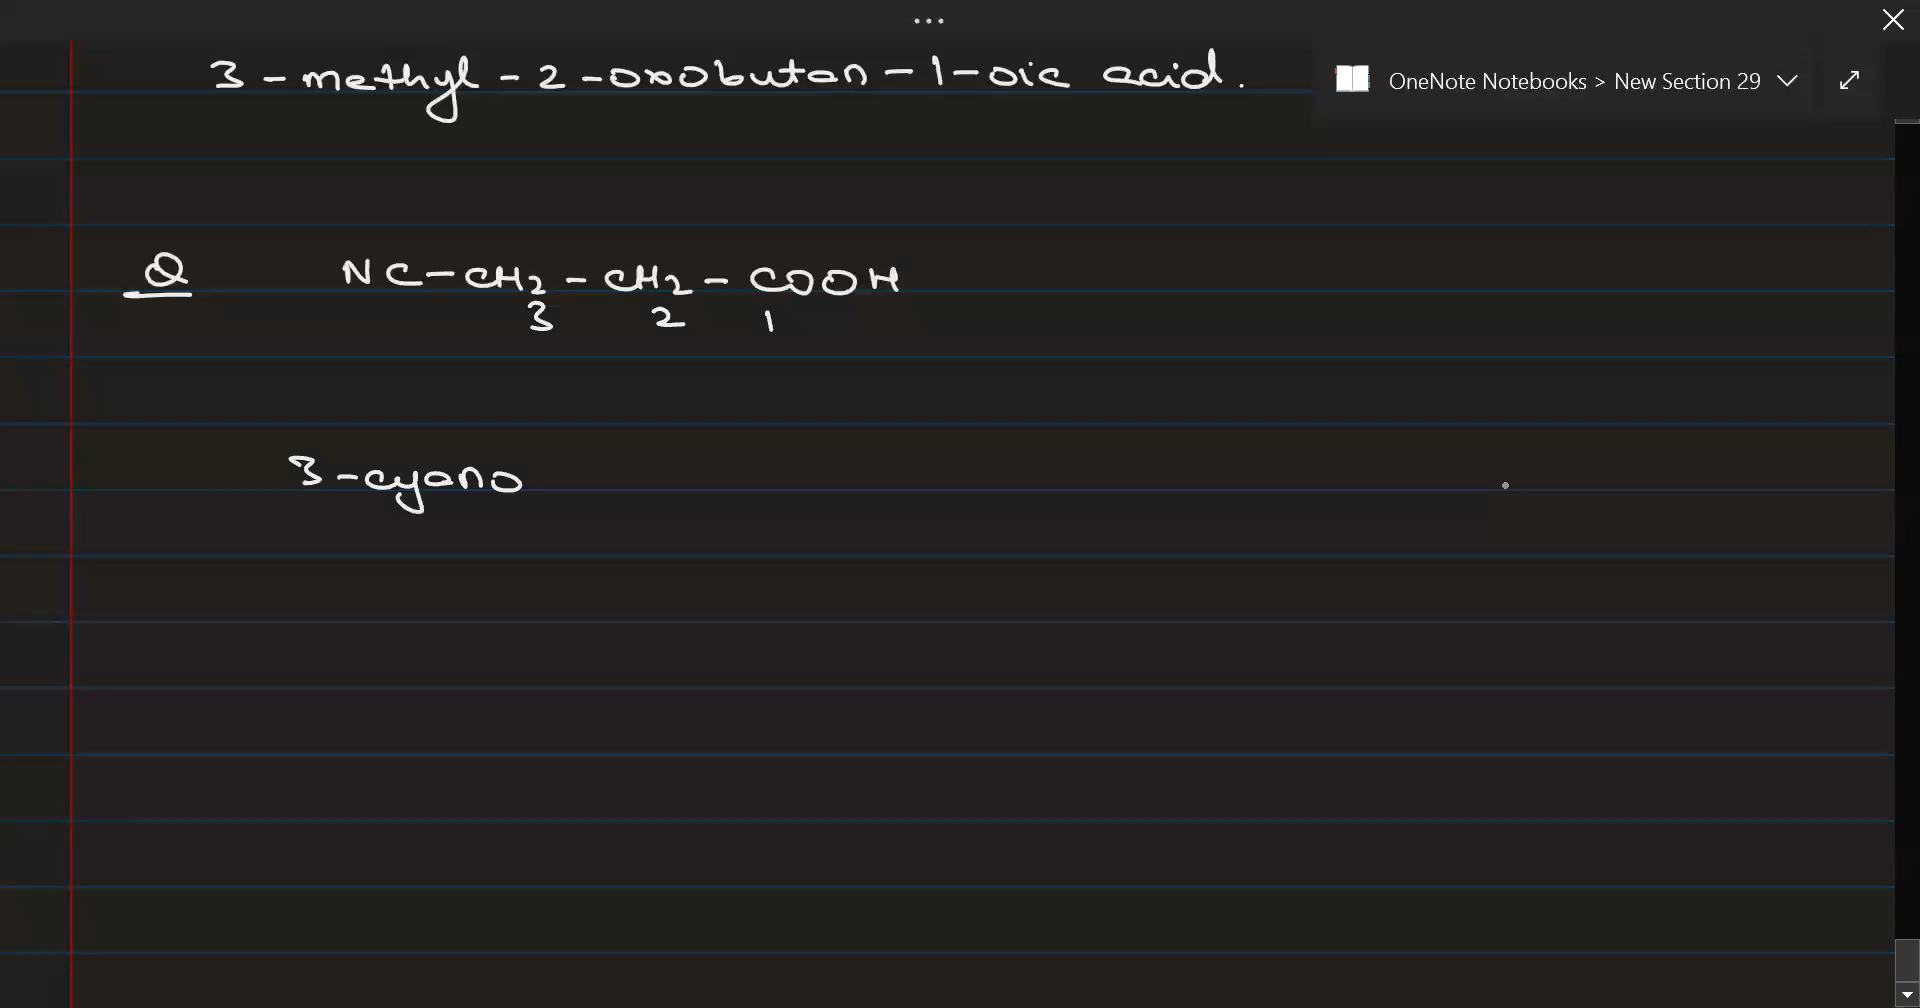 ...
3-methyl-2-oxobutan-1-oic acid.
OneNote Notebooks > New Section 29
Q NC-CH2-CH2-COOH
3 2 1
3-cyano